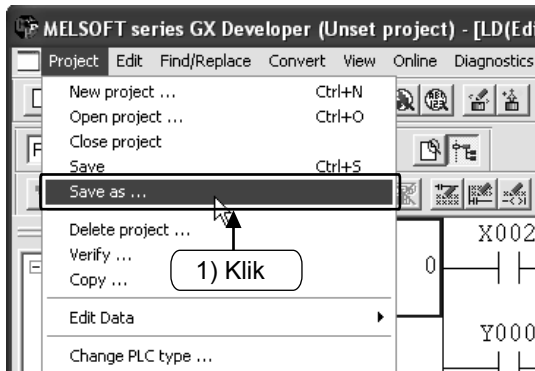 MELSOFT series GX Developer (Unset project) - [LD(Edi
Project Edit Find/Replace Convert View Online Diagnostics
New project ... Ctrl+N
Open project ... Ctrl+O
Close project
Save Ctrl+S
Save as ...
Delete project ...
Verify ...
Copy ...
1) Klik
Edit Data
Change PLC type ...
X002
0
Y000